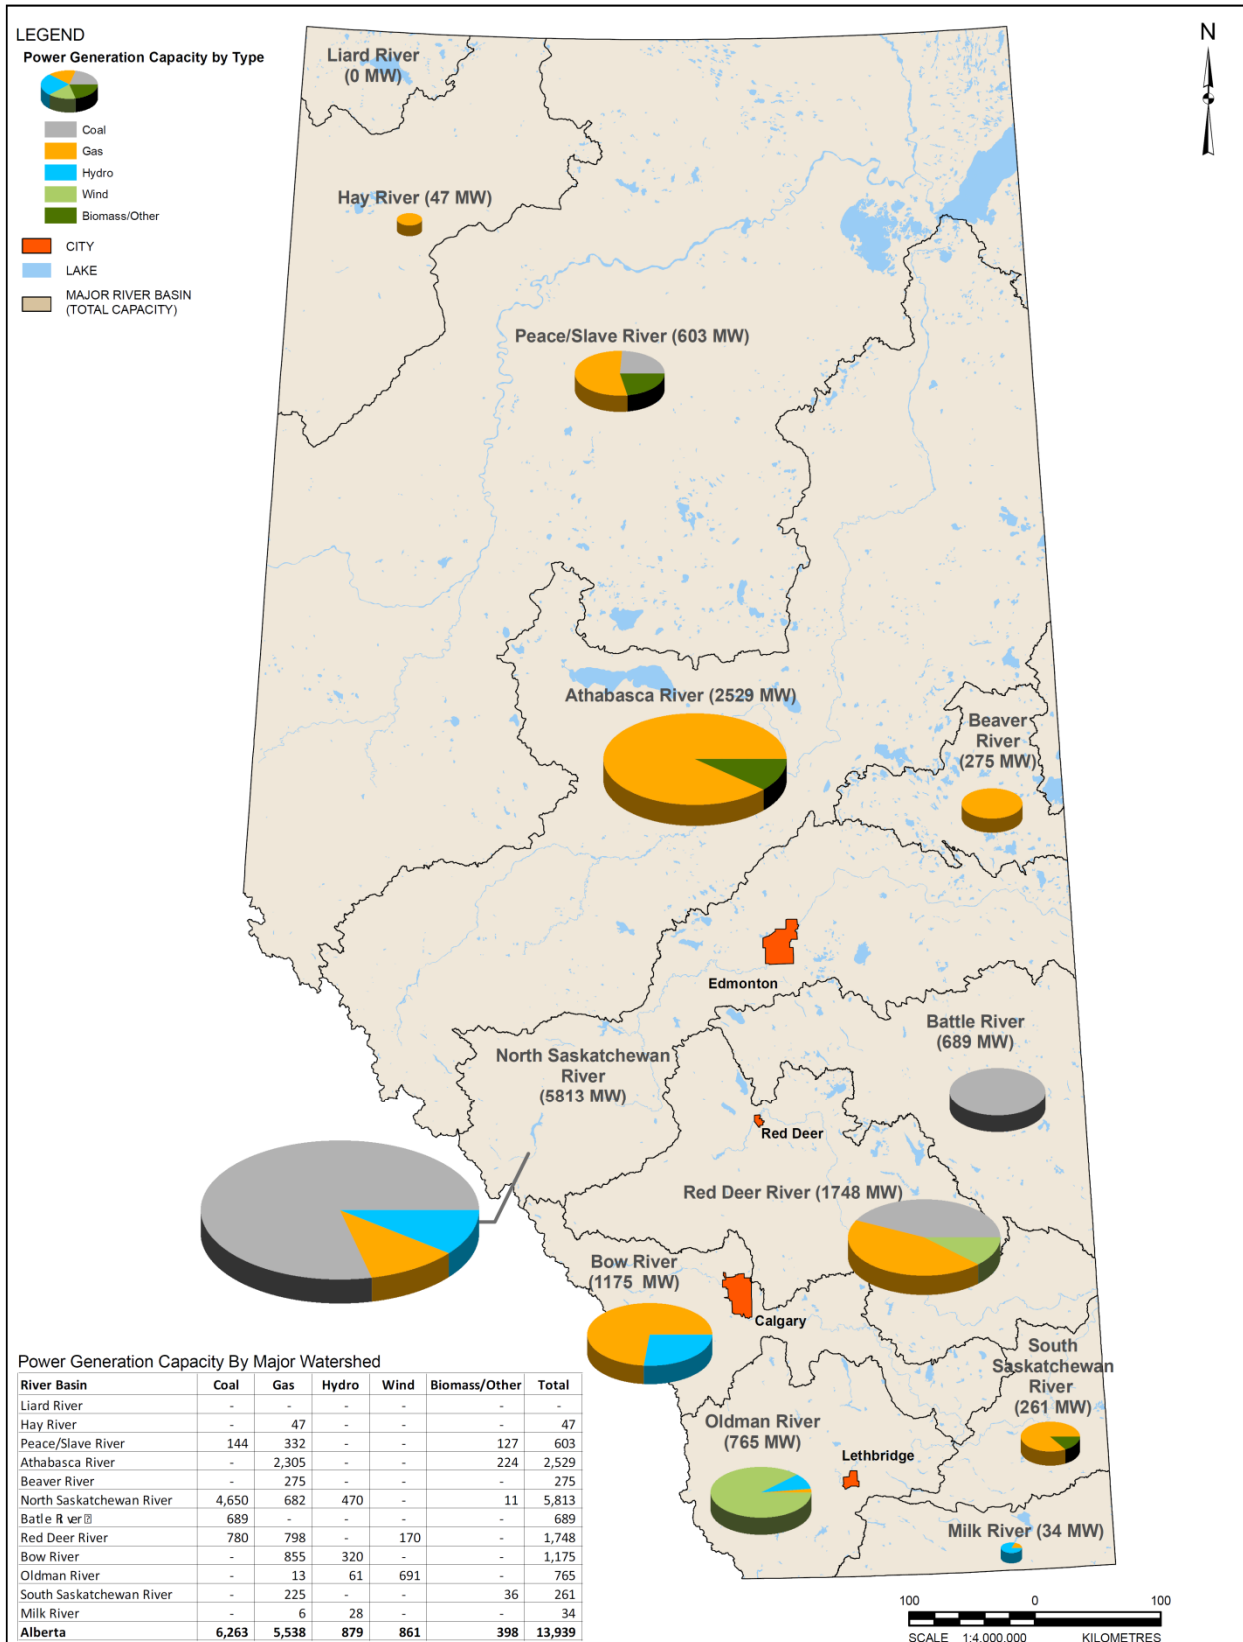 LEGEND
Power Generation Capacity by Type
Coal
Gas
Hydro
Wind
Biomass/Other
CITY
LAKE
MAJOR RIVER BASIN
(TOTAL CAPACITY)
N
Liard River
(0 MW)
Hay River (47 MW)
Peace/Slave River (603 MW)
Athabasca River (2529 MW)
Beaver
River
(275 MW)
Edmonton
Battle River
(689 MW)
North Saskatchewan
River
(5813 MW)
Red Deer
Red Deer River (1748 MW)
Bow River
(1175 MW)
Calgary
South
Saskatchewan
River
(261 MW)
Oldman River
(765 MW)
Lethbridge
Milk River (34 MW)
Power Generation Capacity By Major Watershed
River Basin Coal Gas Hydro Wind Biomass/Other Total
Liard River - - - - - -
Hay River - 47 - - - 47
Peace/Slave River 144 332 - - 127 603
Athabasca River - 2,305 - - 224 2,529
Beaver River - 275 - - - 275
North Saskatchewan River 4,650 682 470 - 11 5,813
Batle River 689 - - - - 689
Red Deer River 780 798 - 170 - 1,748
Bow River - 855 320 - - 1,175
Oldman River - 13 61 691 - 765
South Saskatchewan River - 225 - - 36 261
Milk River - 6 28 - - 34
Alberta 6,263 5,538 879 861 398 13,939
100 0 100
SCALE 1:4,000,000 KILOMETRES